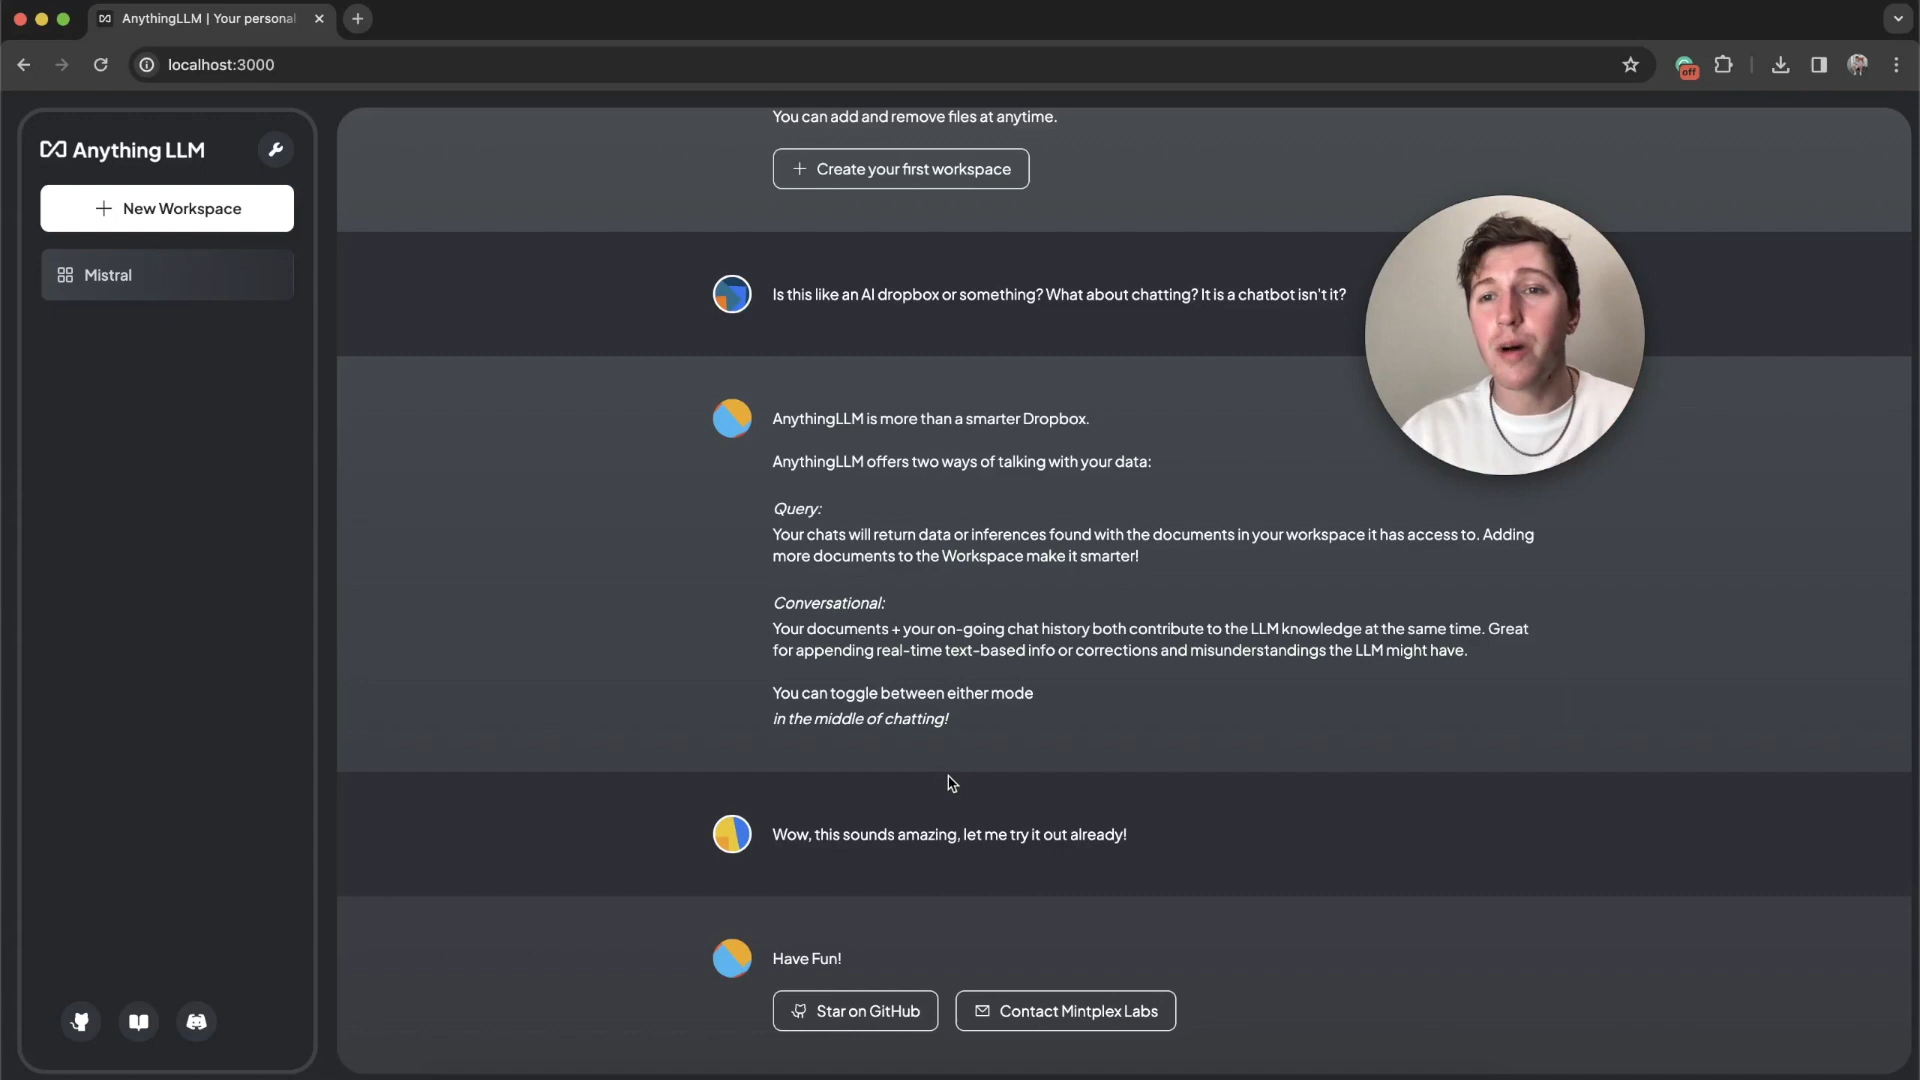 AnythingLLM | Your personal
localhost:3000
off
Anything LLM
New Workspace
Mistral
You can add and remove files at anytime.
Create your first workspace
Is this like an AI dropbox or something? What about chatting? It is a chatbot isn't it?
AnythingLLM is more than a smarter Dropbox.
AnythingLLM offers two ways of talking with your data:
Query:
Your chats will return data or inferences found with the documents in your workspace it has access to. Adding
more documents to the Workspace make it smarter!
Conversational:
Your documents + your on-going chat history both contribute to the LLM knowledge at the same time. Great
for appending real-time text-based info or corrections and misunderstandings the LLM might have.
You can toggle between either mode
in the middle of chatting!
Wow, this sounds amazing, let me try it out already!
Have Fun!
Star on GitHub
Contact Mintplex Labs